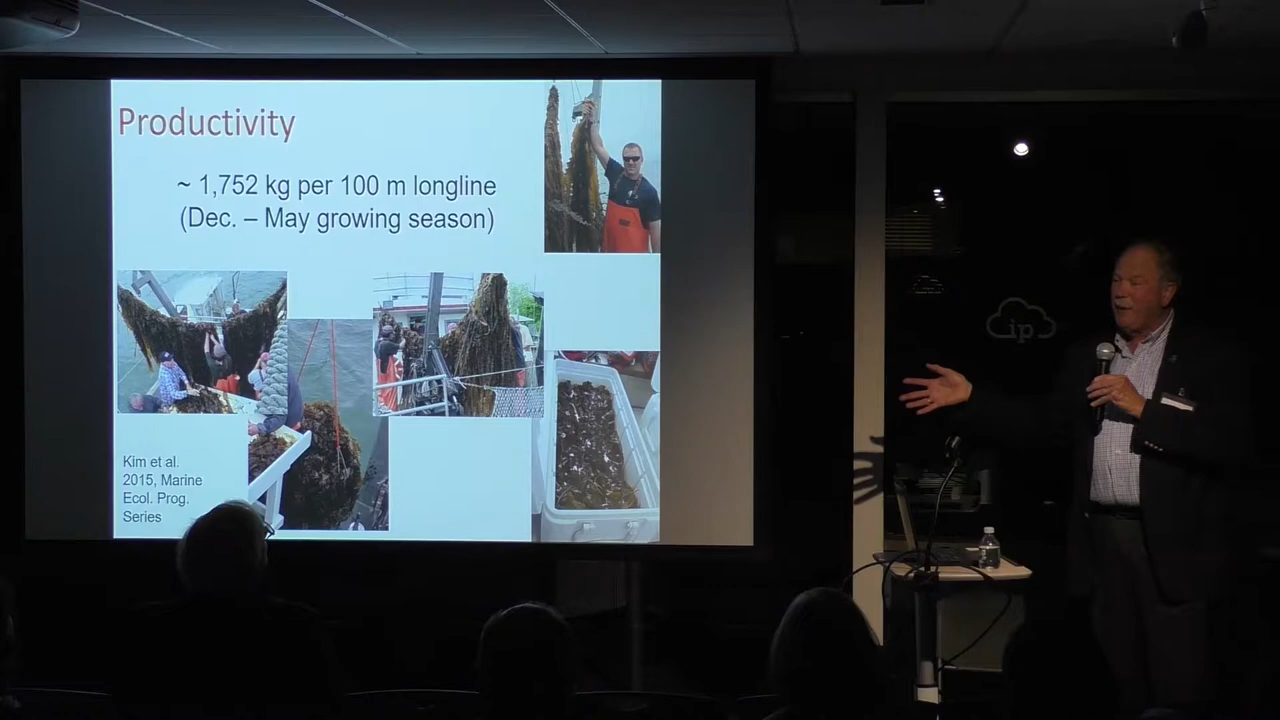 Productivity
~ 1,752 kg per 100 m longline
(Dec. – May growing season)
Kim et al.
2015, Marine
Ecol. Prog.
Series
ip